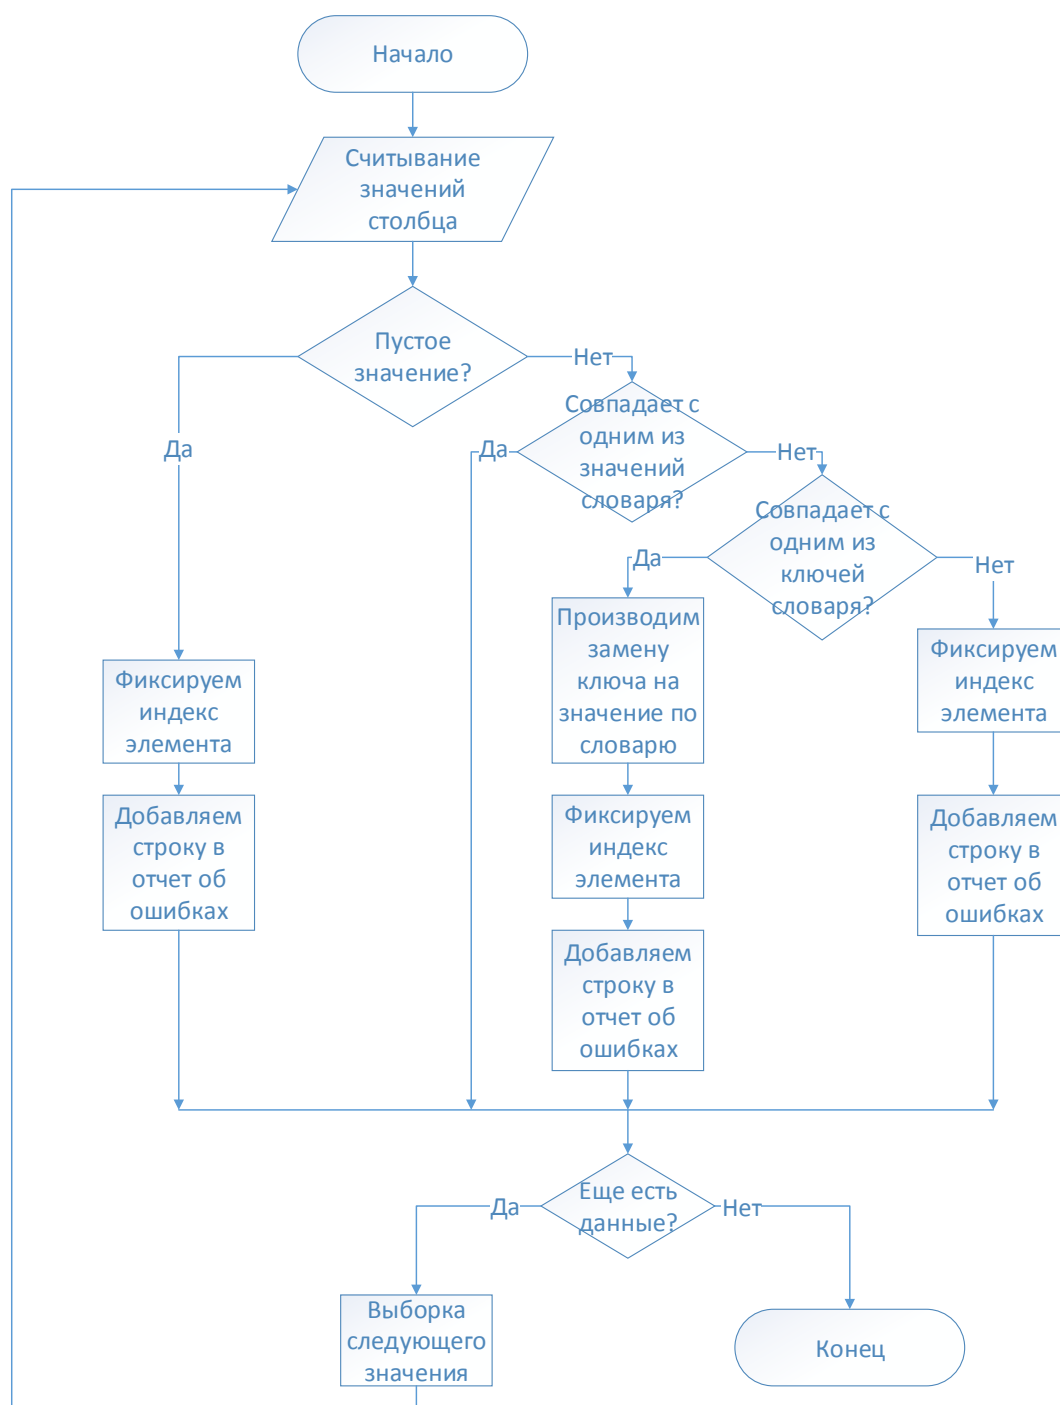 Начало
Считывание
значений
столбца
Пустое
значение?
Нет
Да
Совпадает с
одним из
значений
словаря?
Да
Нет
Совпадает с
одним из
ключей
словаря?
Да
Нет
Производим
замену
ключа на
значение по
словарю
Фиксируем
индекс
элемента
Фиксируем
индекс
элемента
Добавляем
строку в
отчет об
ошибках
Фиксируем
индекс
элемента
Добавляем
строку в
отчет об
ошибках
Добавляем
строку в
отчет об
ошибках
Еще есть
данные?
Да
Нет
Выборка
следующего
значения
Конец